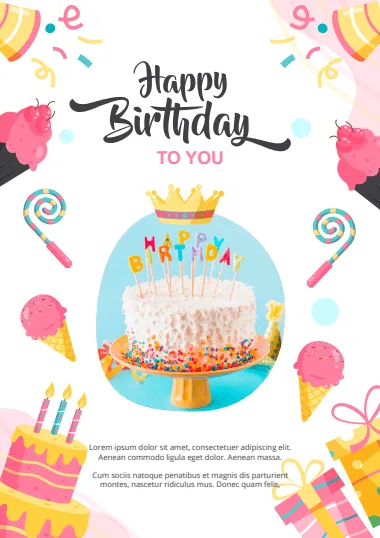 Happy
Birthday
TO YOU
HAPPY
BIRTHDAY
Lorem ipsum dolor sit amet, consectetuer adipiscing elit.
Aenean commodo ligula eget dolor. Aenean massa.
Cum sociis natoque penatibus et magnis dis parturient
montes, nascetur ridiculus mus. Donec quam felis,